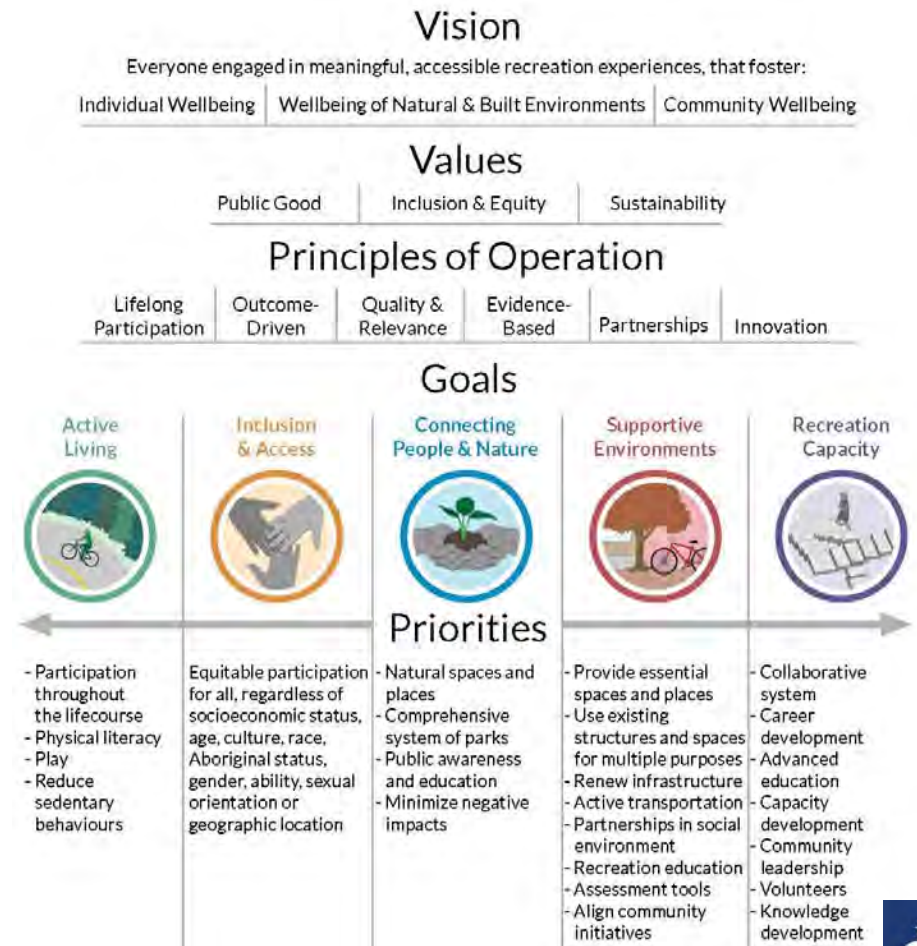 Vision
Everyone engaged in meaningful, accessible recreation experiences, that foster:
Individual Wellbeing
Wellbeing of Natural & Built Environments
Community Wellbeing
Values
Public Good
Inclusion & Equity
Sustainability
Principles of Operation
Lifelong
Participation
Outcome-
Driven
Quality &
Relevance
Evidence-
Based
Partnerships
Innovation
Goals
Active
Living
Inclusion
& Access
Connecting
People & Nature
Supportive
Environments
Recreation
Capacity
Priorities
- Participation
throughout
the lifecourse
- Physical literacy
- Play
- Reduce
sedentary
behaviours
Equitable participation
for all, regardless of
socioeconomic status,
age, culture, race,
Aboriginal status,
gender, ability, sexual
orientation or
geographic location
- Natural spaces and
places
- Comprehensive
system of parks
- Public awareness
and education
- Minimize negative
impacts
- Provide essential
spaces and places
- Use existing
structures and spaces
for multiple purposes
- Renew infrastructure
- Active transportation
- Partnerships in social
environment
- Recreation education
- Assessment tools
- Align community
initiatives
- Collaborative
system
- Career
development
- Advanced
education
- Capacity
development
- Community
leadership
- Volunteers
- Knowledge
development